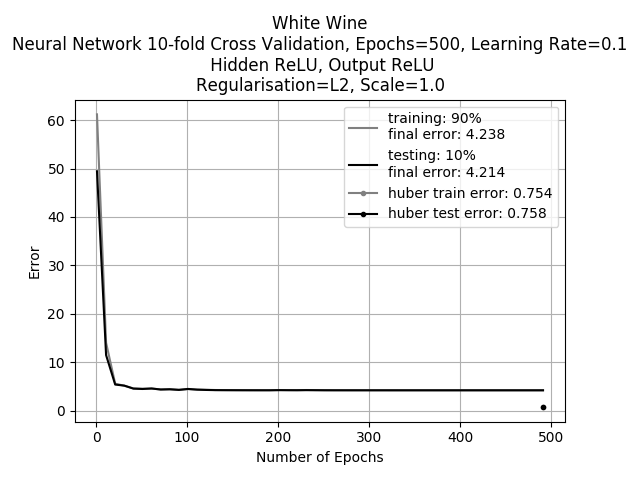 White Wine
Neural Network 10-fold Cross Validation, Epochs=500, Learning Rate=0.1
Hidden ReLU, Output ReLU
Regularisation=L2, Scale=1.0
training: 90%
final error: 4.238
testing: 10%
final error: 4.214
huber train error: 0.754
huber test error: 0.758
Error
60
50
40
30
20
10
0
0 100 200 300 400 500
Number of Epochs